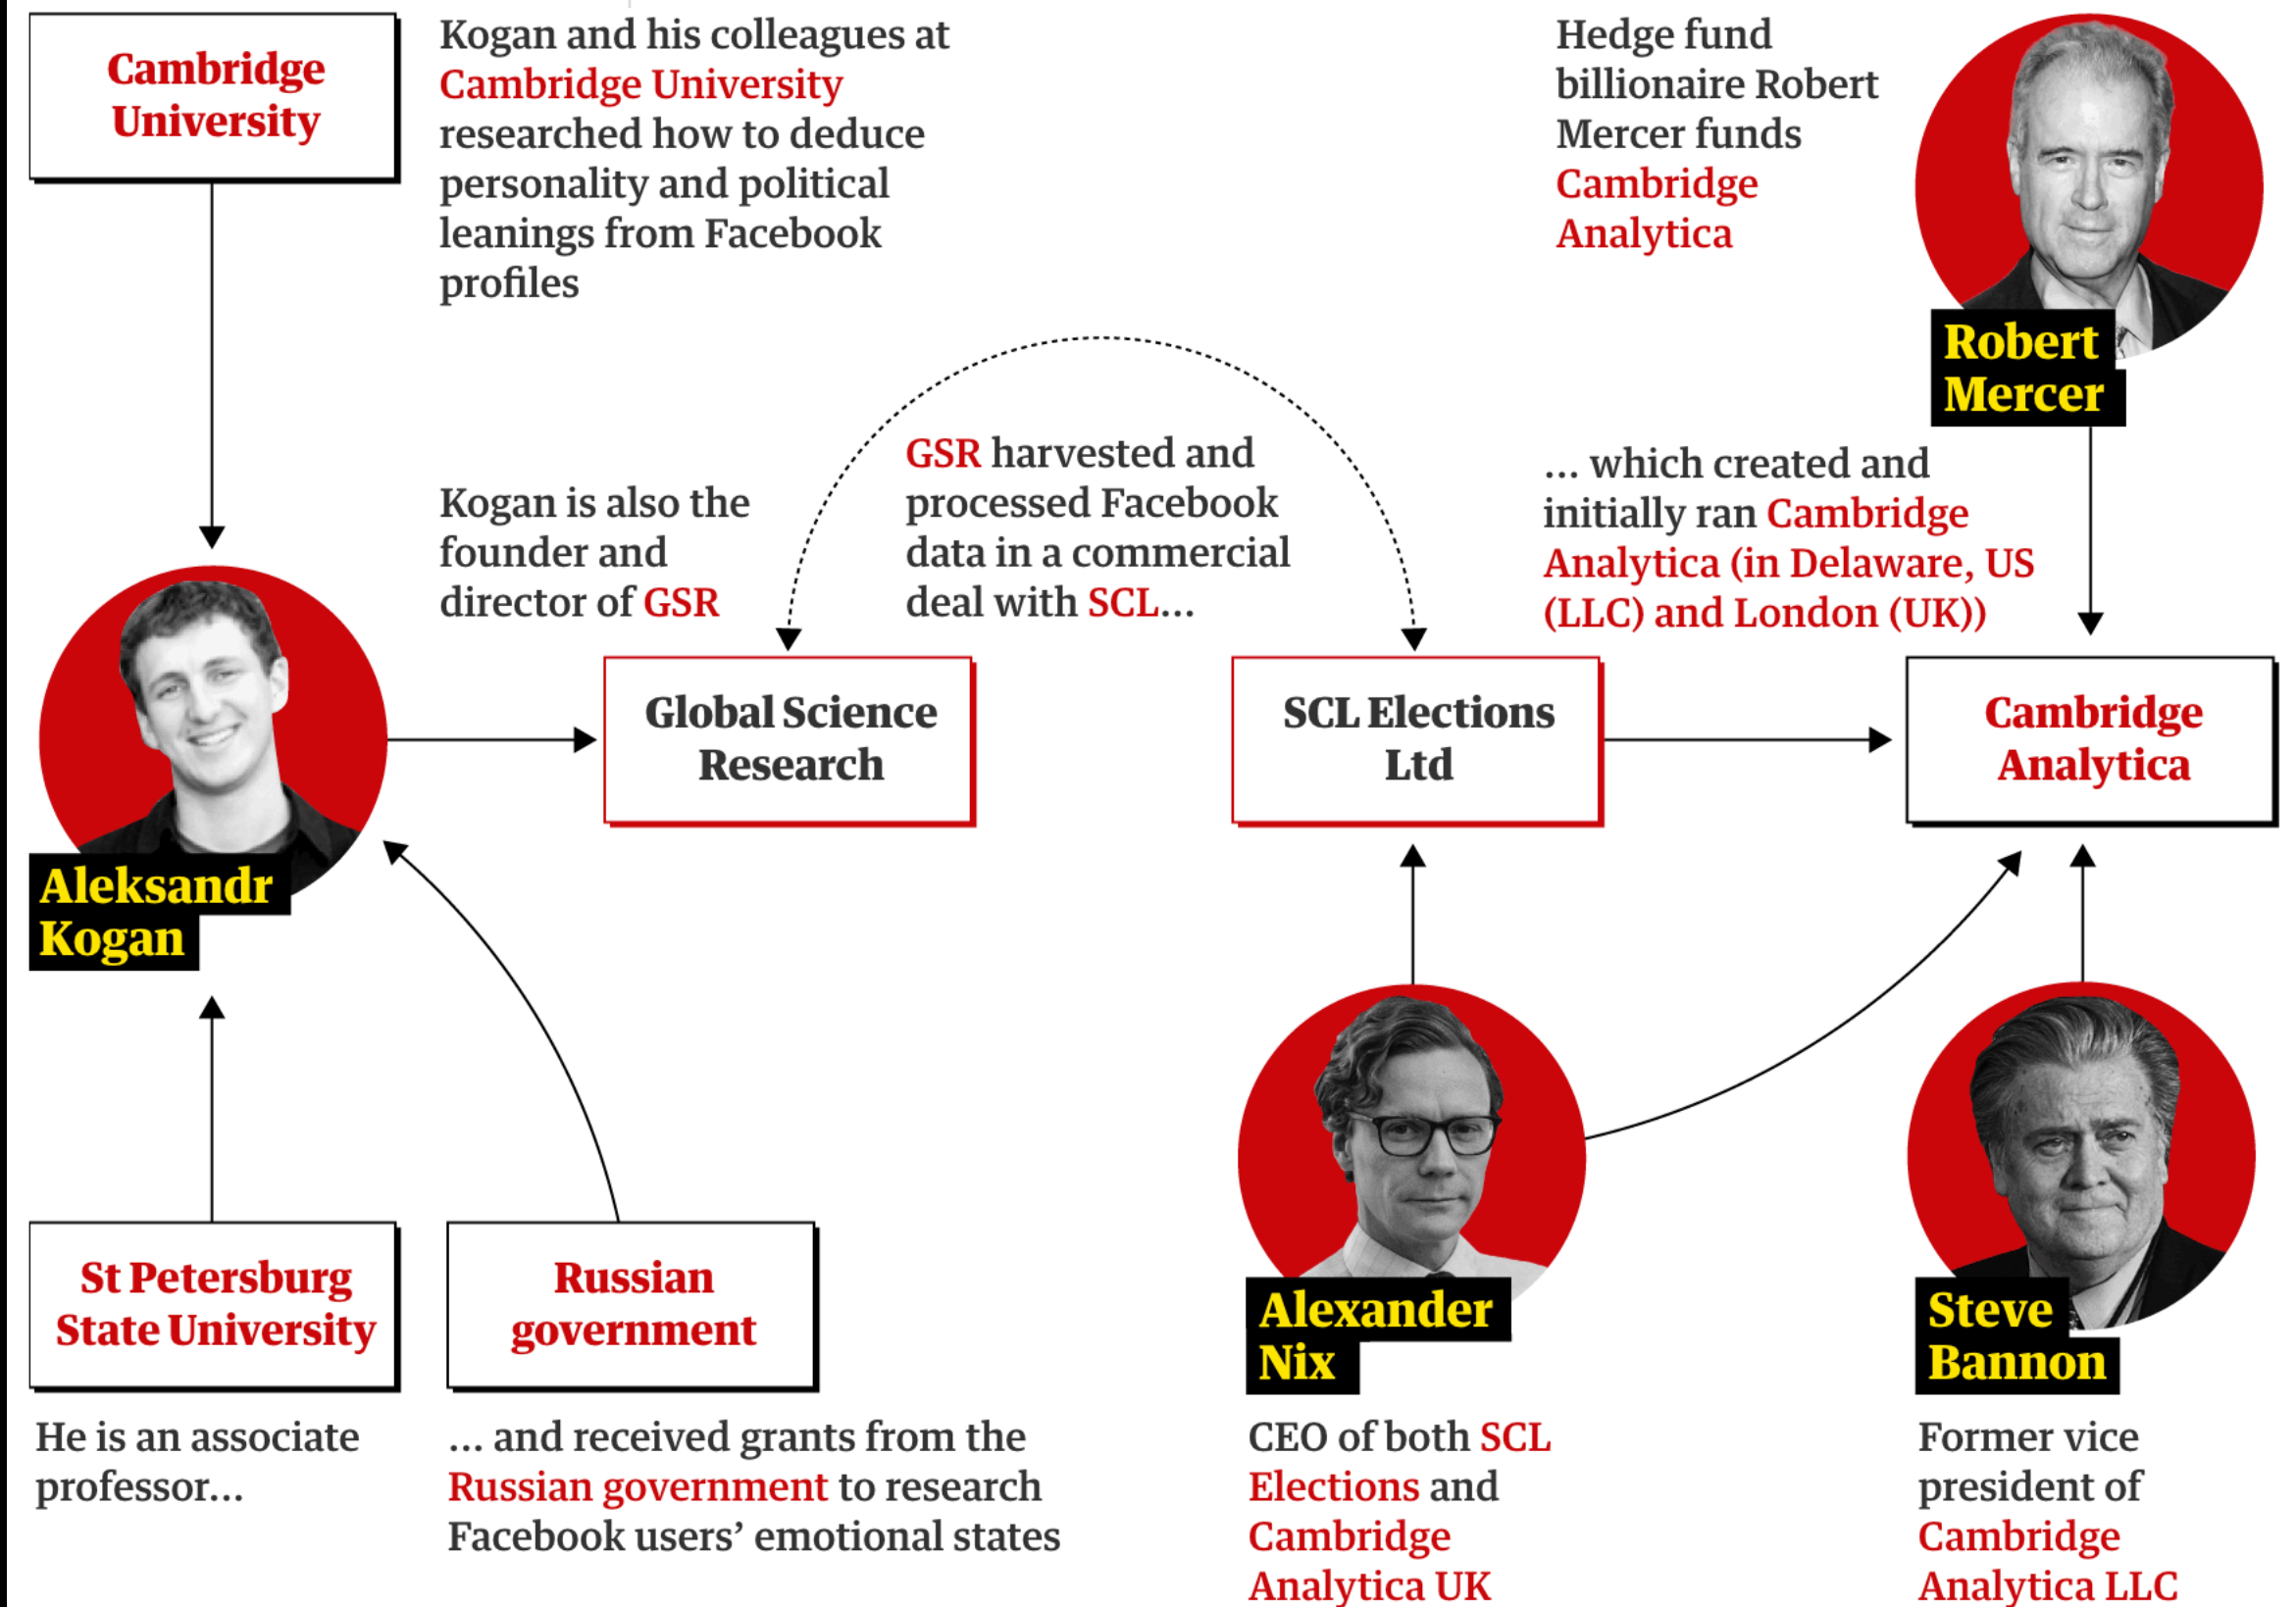 Cambridge
University
Kogan and his colleagues at
Cambridge University
researched how to deduce
personality and political
leanings from Facebook
profiles
Hedge fund
billionaire Robert
Mercer funds
Cambridge
Analytica
Robert
Mercer
Kogan is also the
founder and
director of GSR
GSR harvested and
processed Facebook
data in a commercial
deal with SCL...
... which created and
initially ran Cambridge
Analytica (in Delaware, US
(LLC) and London (UK))
Aleksandr
Kogan
Global Science
Research
SCL Elections
Ltd
Cambridge
Analytica
St Petersburg
State University
He is an associate
professor...
Russian
government
... and received grants from the
Russian government to research
Facebook users’ emotional states
Alexander
Nix
CEO of both SCL
Elections and
Cambridge
Analytica UK
Steve
Bannon
Former vice
president of
Cambridge
Analytica LLC